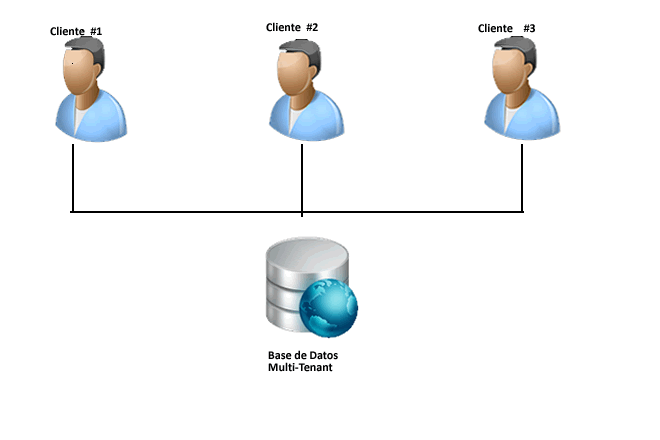 Cliente #1
Cliente #2
Cliente #3
Base de Datos
Multi-Tenant